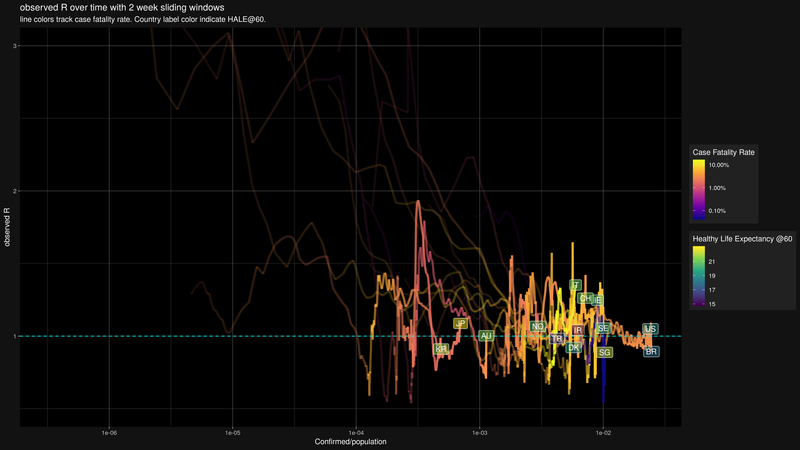 observed R over time with 2 week sliding windows
line colors track case fatality rate. Country label color indicate HALE@60.
3
2
1
observed R
1e-06
1e-05
1e-04
1e-03
1e-02
Confirmed/population
KR
JP
AU
NO
TR
IT
CH
IE
IR
DK
SE
SG
US
BR
Case Fatality Rate
10.00%
1.00%
0.10%
Healthy Life Expectancy @60
21
19
17
15